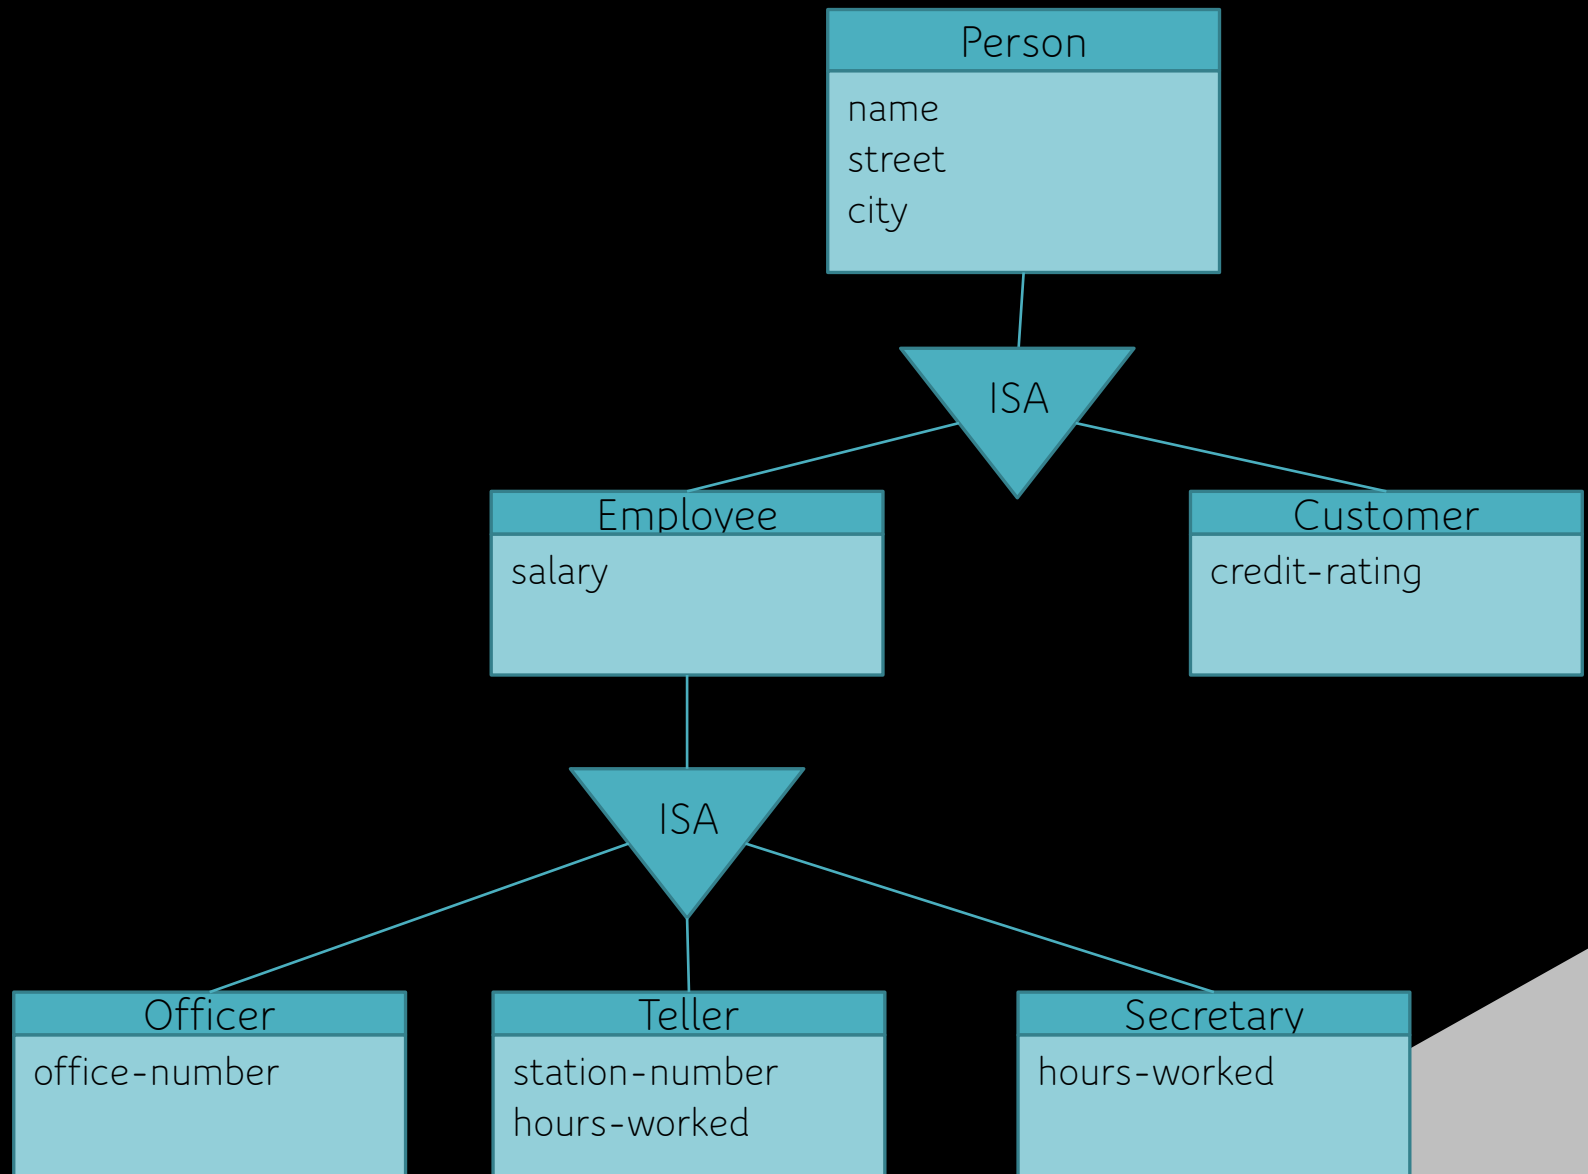 Person
name
street
city
ISA
Employee
salary
Customer
credit-rating
ISA
Officer
office-number
Teller
station-number
hours-worked
Secretary
hours-worked